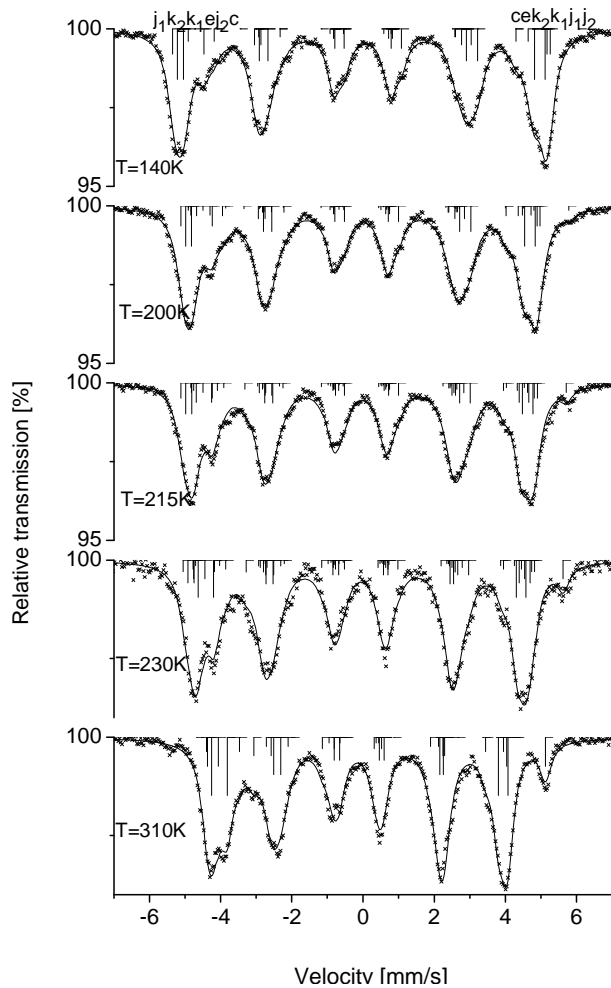 j₁k₂k₁ej₂c cek₂k₁j₁j₂
100
T=140K
95
100
T=200K
95
100
T=215K
95
100
T=230K
100
T=310K
-6 -4 -2 0 2 4 6
Velocity [mm/s]
Relative transmission [%]